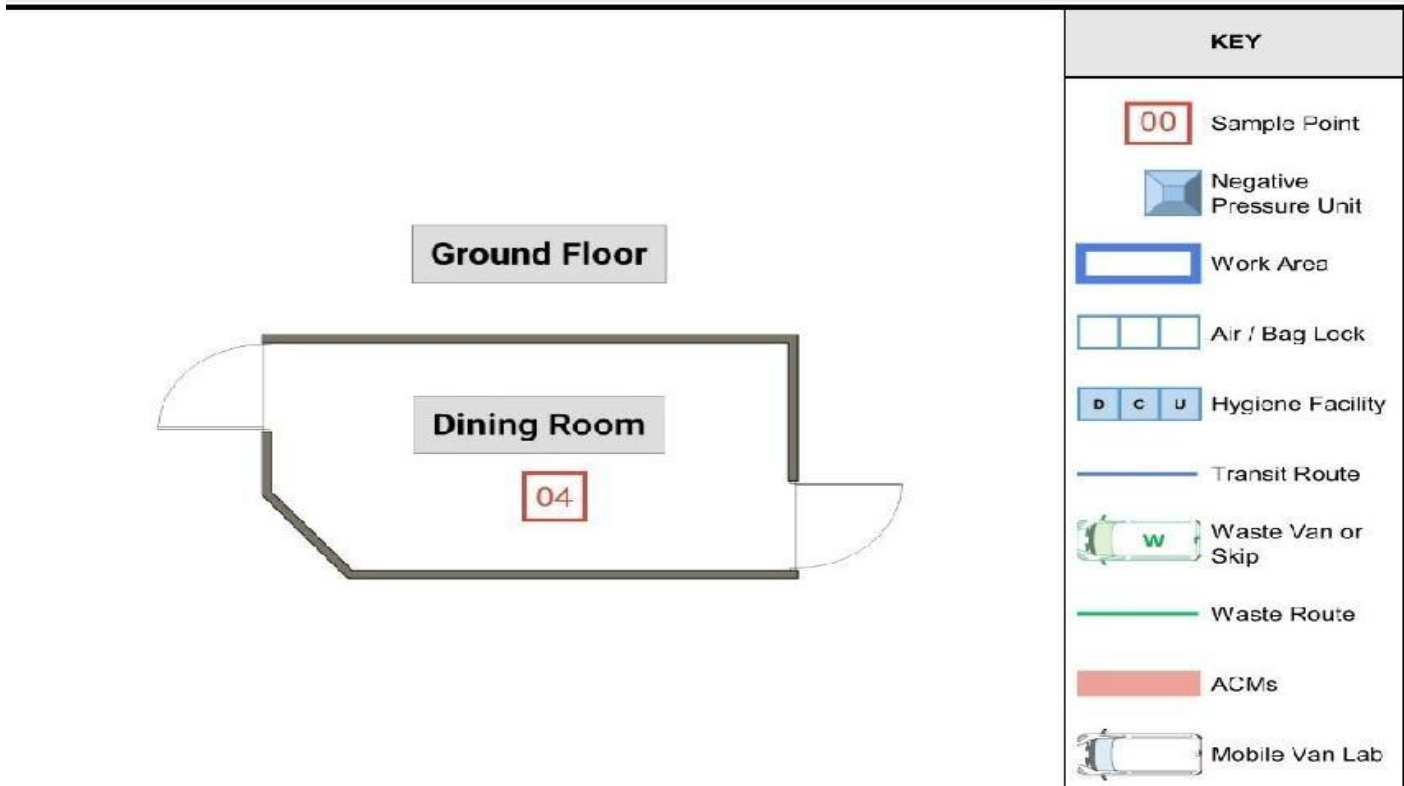 Ground Floor
Dining Room
04
KEY
00 Sample Point
Negative
Pressure Unit
Work Area
Air / Bag Lock
D C U Hygiene Facility
Transit Route
W Waste Van or
Skip
Waste Route
ACMs
Mobile Van Lab